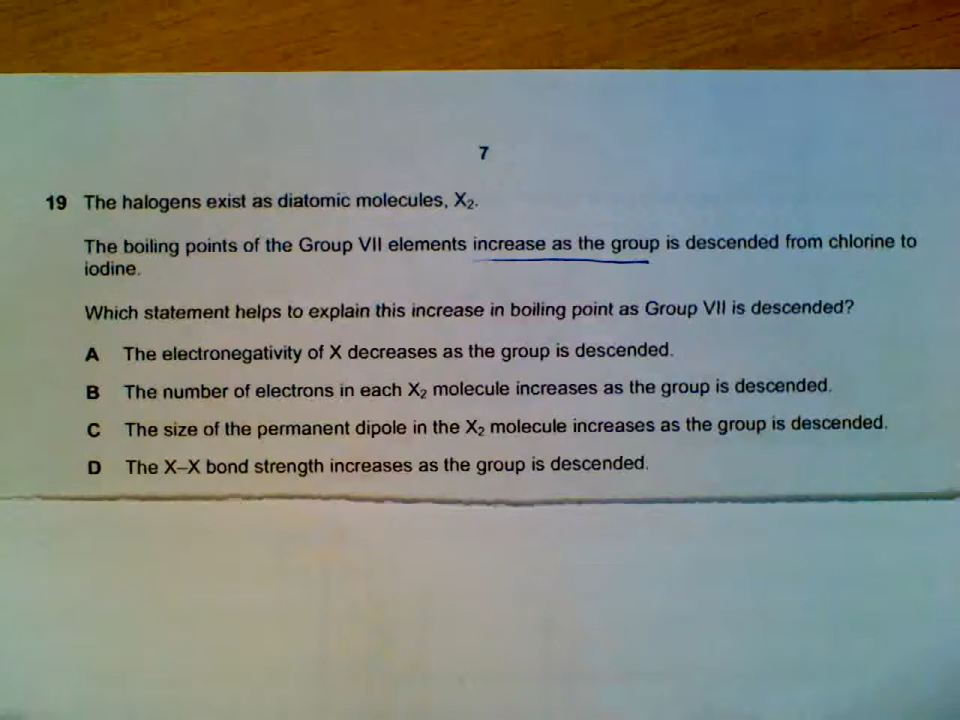 7
19 The halogens exist as diatomic molecules, X₂.
The boiling points of the Group VII elements increase as the group is descended from chlorine to
iodine.
Which statement helps to explain this increase in boiling point as Group VII is descended?
A The electronegativity of X decreases as the group is descended.
B The number of electrons in each X₂ molecule increases as the group is descended.
C The size of the permanent dipole in the X₂ molecule increases as the group is descended.
D The X–X bond strength increases as the group is descended.